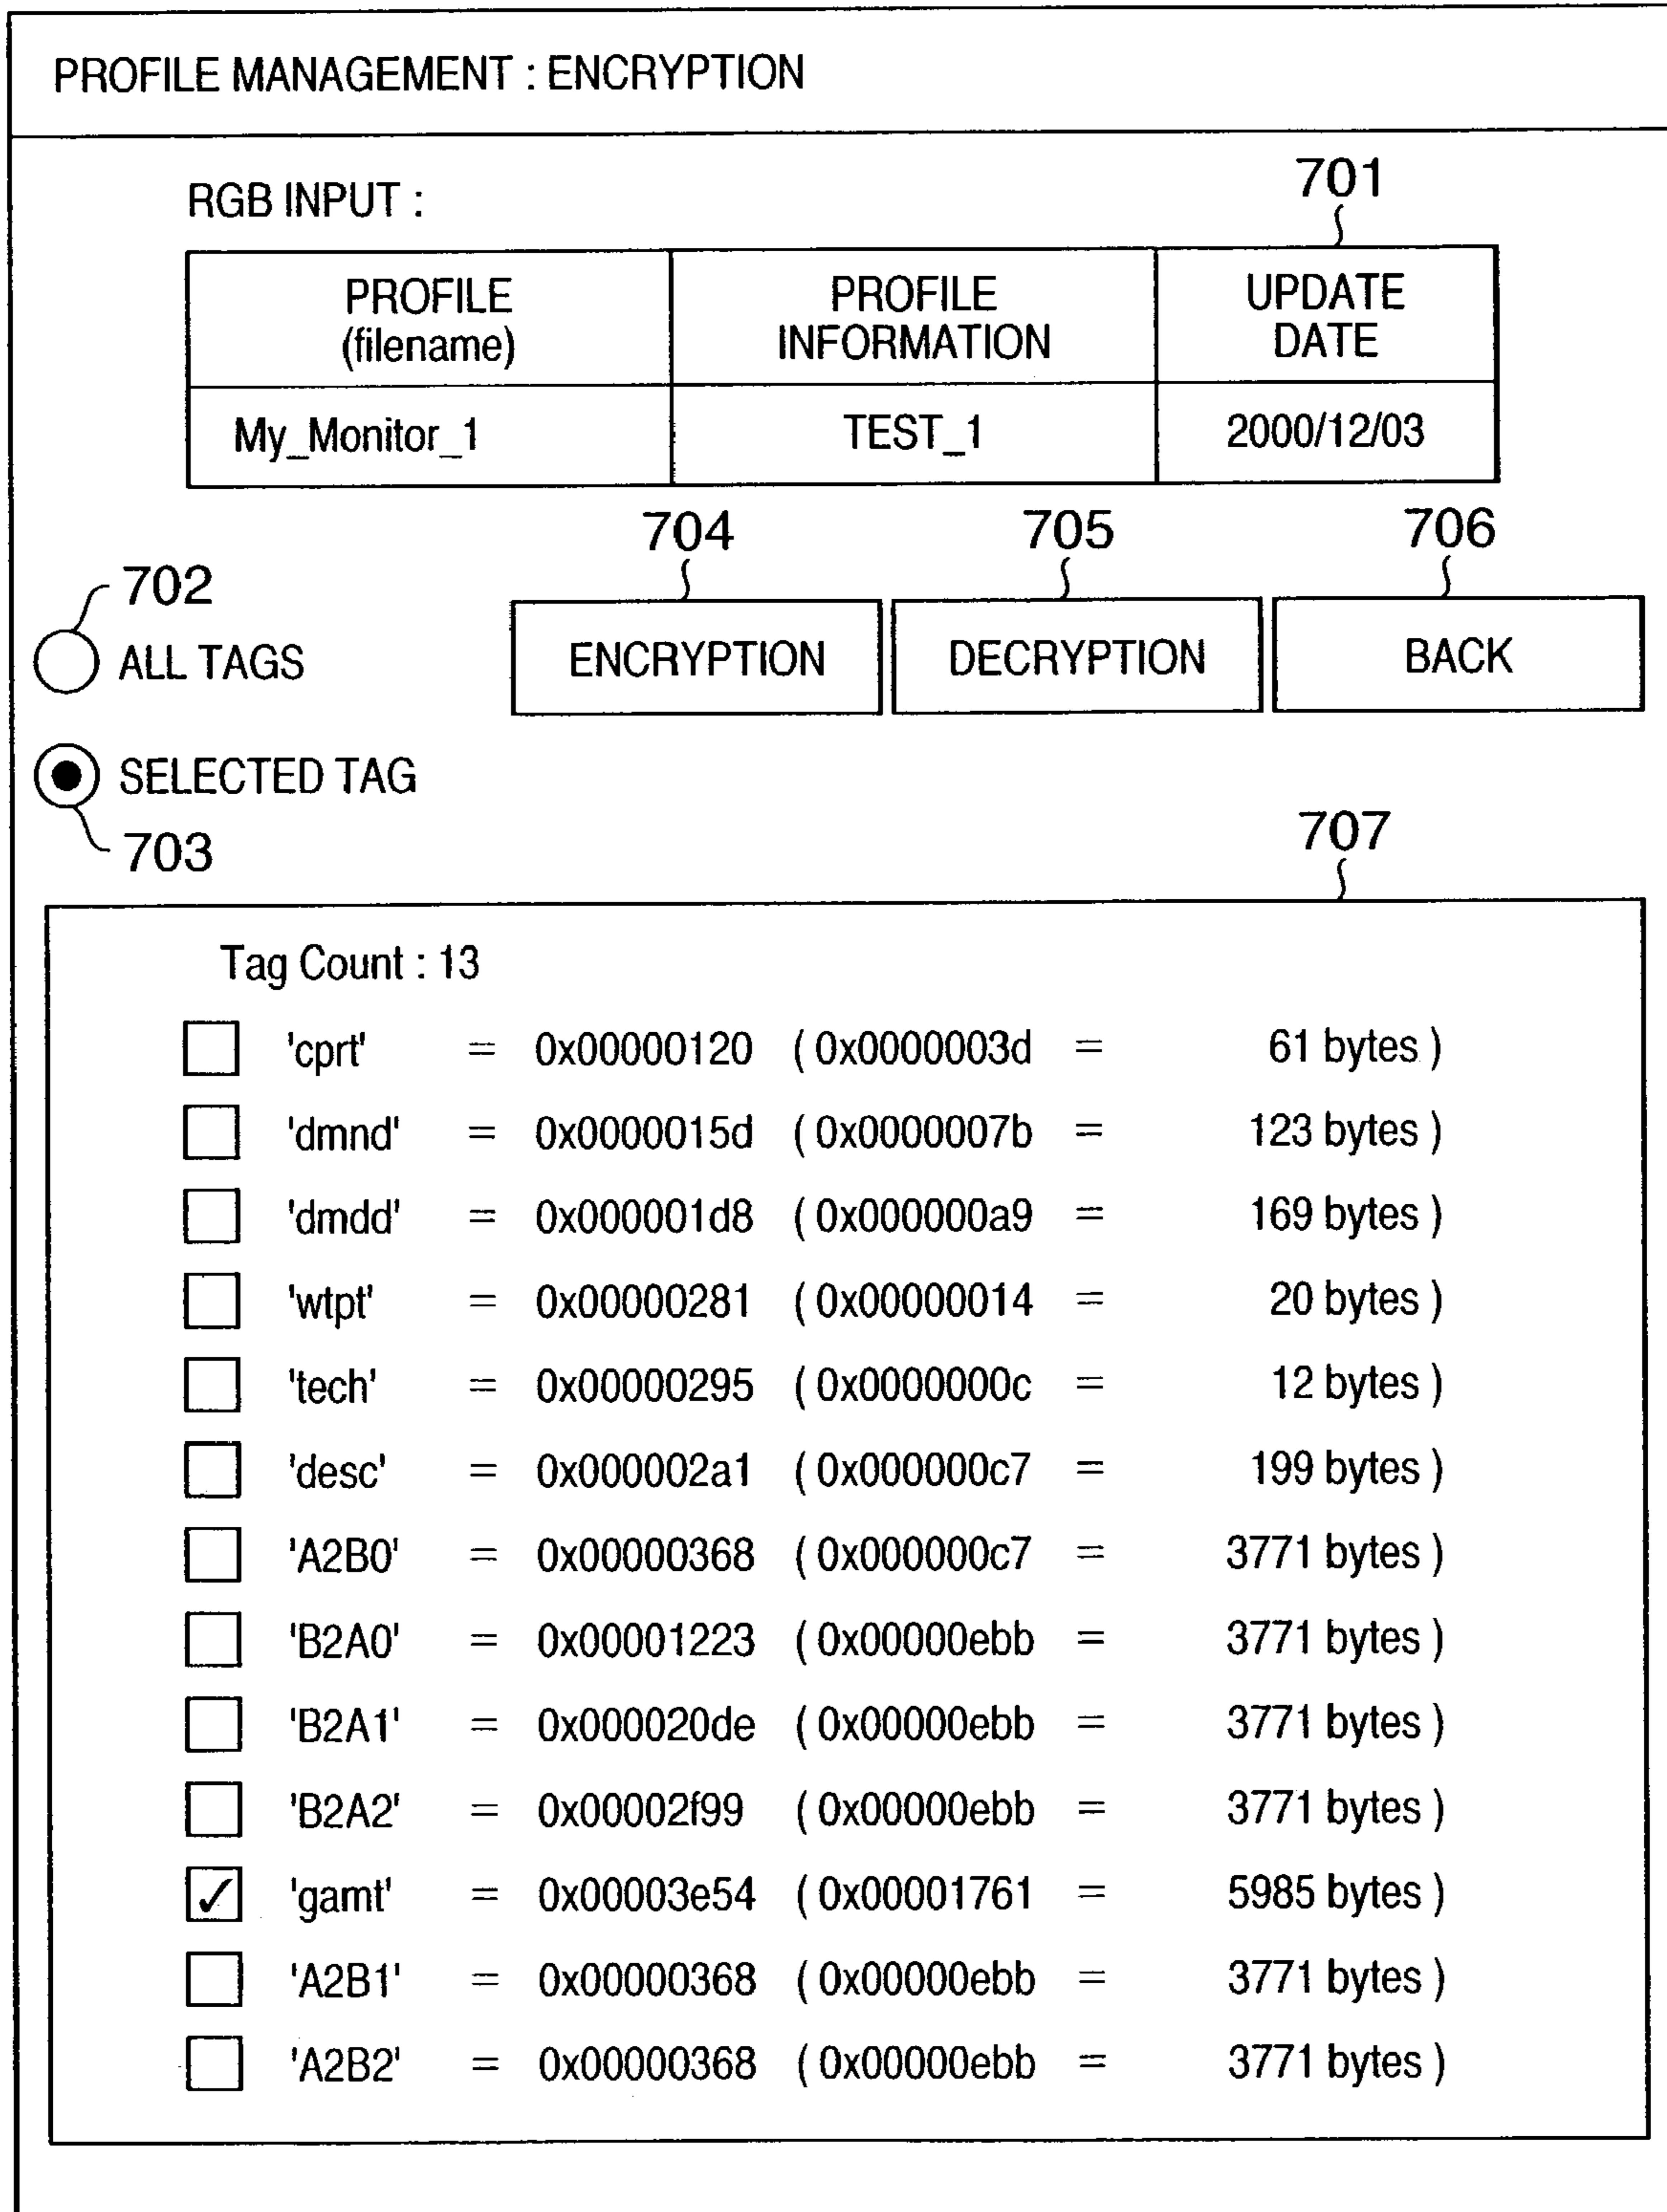 PROFILE MANAGEMENT : ENCRYPTION
701
RGB INPUT :
PROFILE (filename) PROFILE INFORMATION UPDATE DATE
My_Monitor_1 TEST_1 2000/12/03
704 705 706
702
ALL TAGS ENCRYPTION DECRYPTION BACK
SELECTED TAG
703
707
Tag Count : 13
'cprt' = 0x00000120 ( 0x0000003d = 61 bytes )
'dmnd' = 0x0000015d ( 0x0000007b = 123 bytes )
'dmdd' = 0x000001d8 ( 0x000000a9 = 169 bytes )
'wtpt' = 0x00000281 ( 0x00000014 = 20 bytes )
'tech' = 0x00000295 ( 0x0000000c = 12 bytes )
'desc' = 0x000002a1 ( 0x000000c7 = 199 bytes )
'A2B0' = 0x00000368 ( 0x000000c7 = 3771 bytes )
'B2A0' = 0x00001223 ( 0x00000ebb = 3771 bytes )
'B2A1' = 0x000020de ( 0x00000ebb = 3771 bytes )
'B2A2' = 0x00002f99 ( 0x00000ebb = 3771 bytes )
'gamt' = 0x00003e54 ( 0x00001761 = 5985 bytes )
'A2B1' = 0x00000368 ( 0x00000ebb = 3771 bytes )
'A2B2' = 0x00000368 ( 0x00000ebb = 3771 bytes )